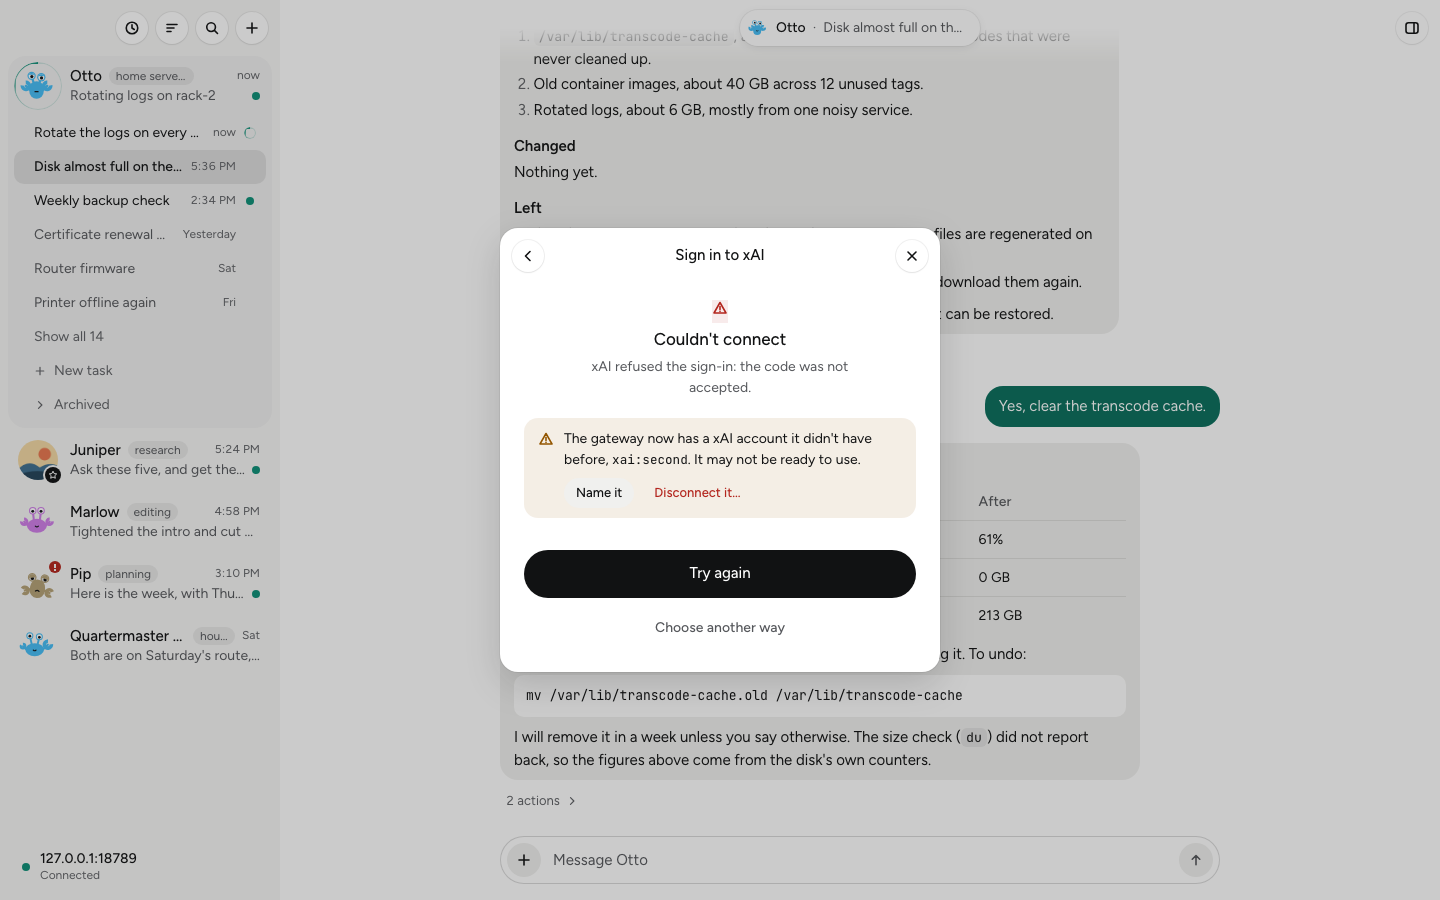 Otto
home serve...
now
Rotating logs on rack-2
Rotate the logs on every ...
now
Disk almost full on the...
5:36 PM
Weekly backup check
2:34 PM
Certificate renewal ...
Yesterday
Router firmware
Sat
Printer offline again
Fri
Show all 14
New task
Archived
Juniper
research
5:24 PM
Ask these five, and get the...
Marlow
editing
4:58 PM
Tightened the intro and cut ...
Pip
planning
3:10 PM
Here is the week, with Thu...
Quartermaster ...
hou...
Sat
Both are on Saturday's route,...
127.0.0.1:18789
Connected
Otto · Disk almost full on th...
1. /var/lib/transcode-cache, that were
never cleaned up.
2. Old container images, about 40 GB across 12 unused tags.
3. Rotated logs, about 6 GB, mostly from one noisy service.
Changed
Nothing yet.
Left
files are regenerated on
download them again.
can be restored.
Yes, clear the transcode cache.
After
61%
0 GB
213 GB
it. To undo:
mv /var/lib/transcode-cache.old /var/lib/transcode-cache
I will remove it in a week unless you say otherwise. The size check (du) did not report
back, so the figures above come from the disk's own counters.
2 actions
Message Otto
Sign in to xAI
Couldn't connect
xAI refused the sign-in: the code was not
accepted.
The gateway now has a xAI account it didn't have
before, xai:second. It may not be ready to use.
Name it
Disconnect it...
Try again
Choose another way